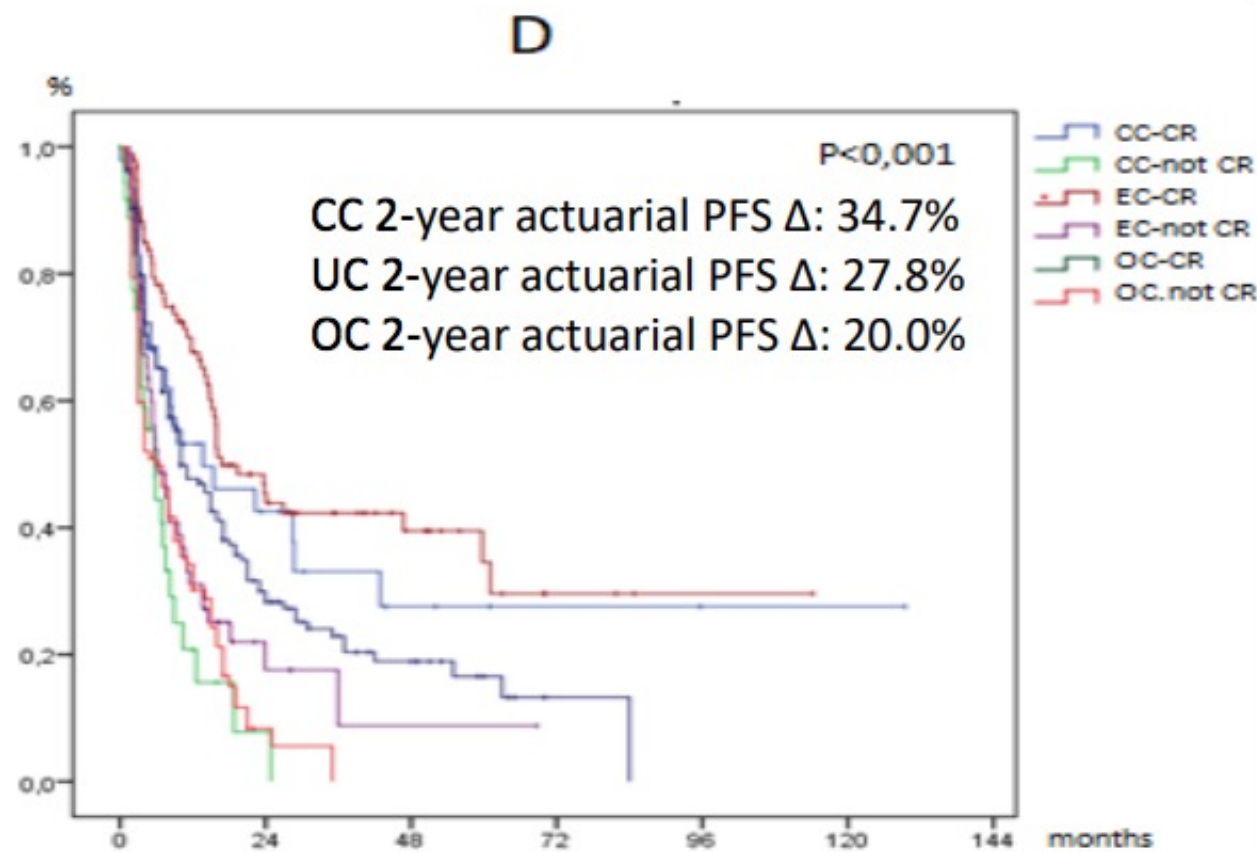 D
%
P<0,001
CC 2-year actuarial PFS Δ: 34.7%
UC 2-year actuarial PFS Δ: 27.8%
OC 2-year actuarial PFS Δ: 20.0%
CC-CR
CC-not CR
EC-CR
EC-not CR
OC-CR
OC.not CR
1,0
0,8
0,6
0,4
0,2
0,0
0 24 48 72 96 120 144 months